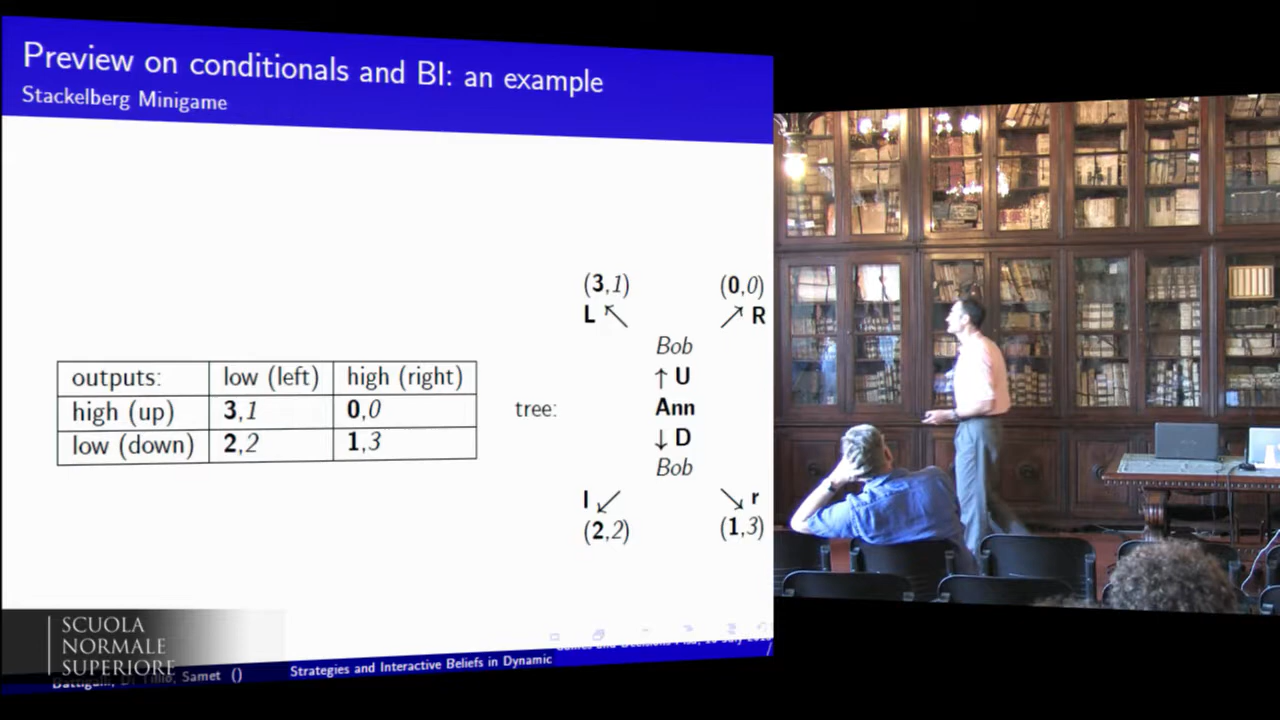 Preview on conditionals and BI: an example
Stackelberg Minigame
outputs: low (left) high (right)
high (up) 3,1 0,0
low (down) 2,2 1,3
tree:
(3,1) (0,0)
L ↖ ↗ R
Bob
↑ U
Ann
↓ D
Bob
l ↙ ↘ r
(2,2) (1,3)
SCUOLA
NORMALE
SUPERIORE
Samet ()
Strategies and Interactive Beliefs in Dynamic